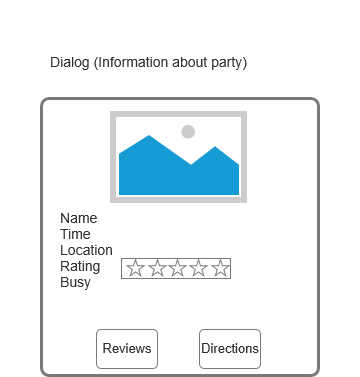 Dialog (Information about party)
Name
Time
Location
Rating
Busy
Reviews
Directions